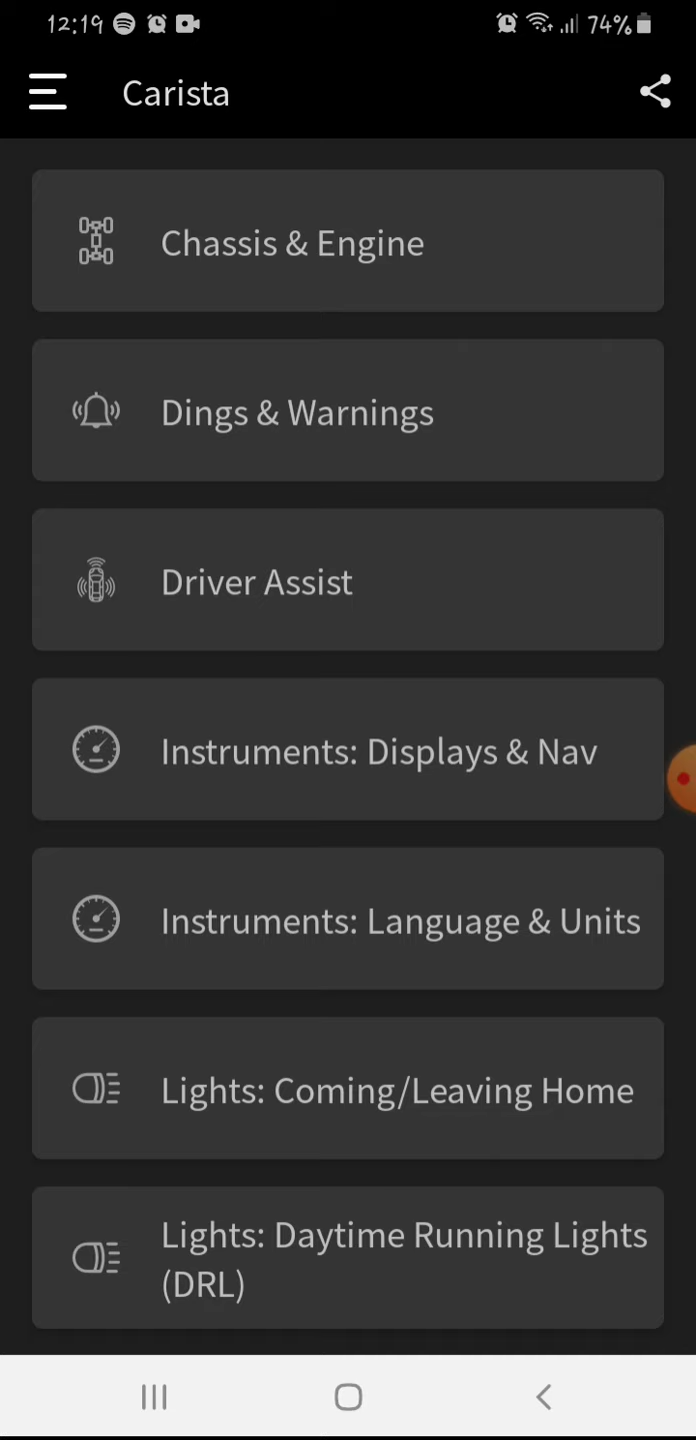 12:19 74%
Carista
Chassis & Engine
Dings & Warnings
Driver Assist
Instruments: Displays & Nav
Instruments: Language & Units
Lights: Coming/Leaving Home
Lights: Daytime Running Lights
(DRL)